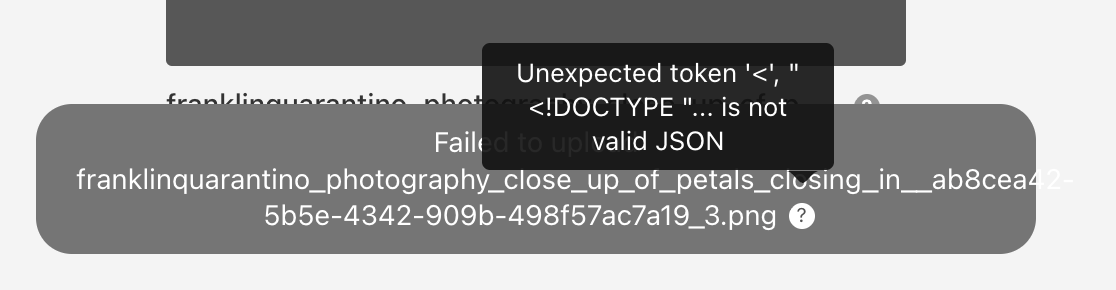 Unexpected token '<', "
<!DOCTYPE "... is not
valid JSON
Failed to upl
franklinquarantino_photography_close_up_of_petals_closing_in__ab8cea42-
5b5e-4342-909b-498f57ac7a19_3.png ?